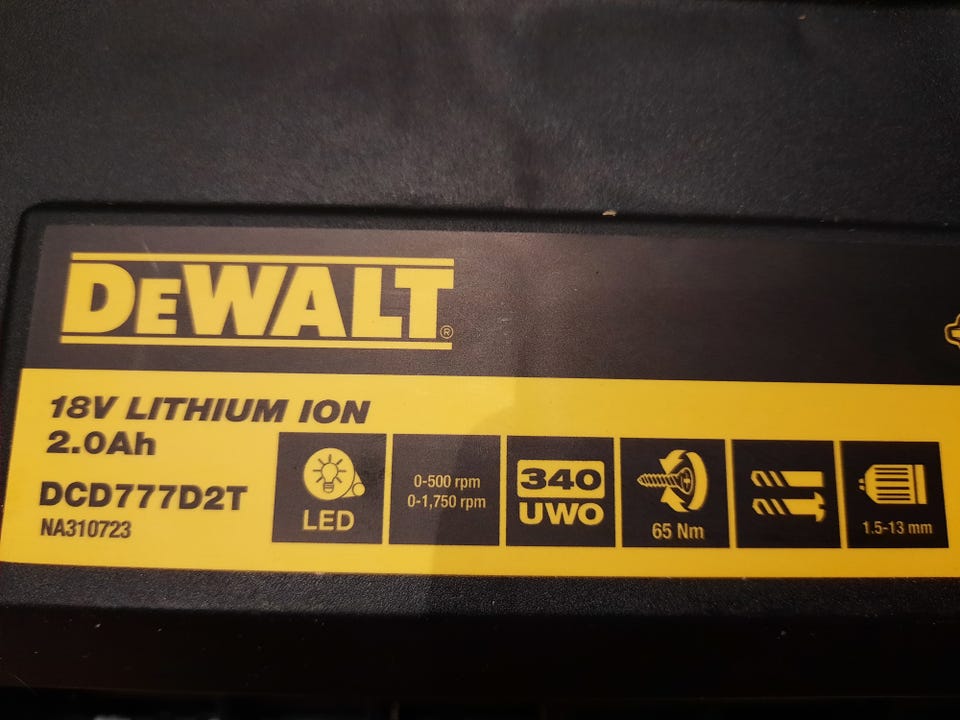 DEWALT®
18V LITHIUM ION
2.0Ah
DCD777D2T
NA310723
LED
0-500 rpm
0-1,750 rpm
340
UWO
65 Nm
1.5-13 mm